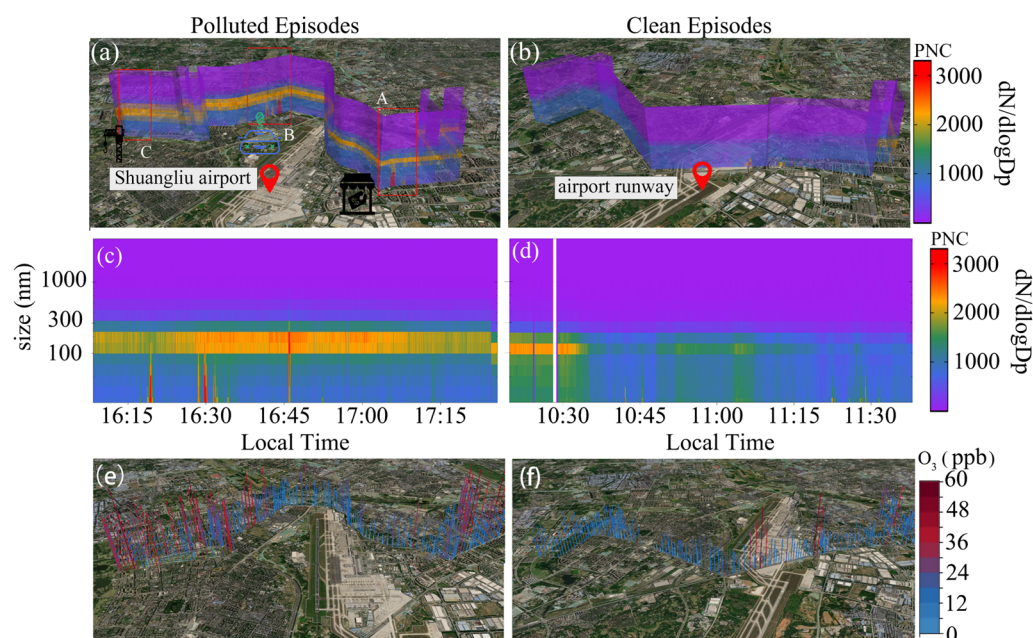 Polluted Episodes
Clean Episodes
(a)
A
B
C
Shuangliu airport
(b)
airport runway
PNC
3000
2000
1000
dN/dlogDp
size (nm)
1000
300
100
(c)
16:15 16:30 16:45 17:00 17:15
Local Time
(d)
10:30 10:45 11:00 11:15 11:30
Local Time
PNC
3000
2000
1000
dN/dlogDp
(e)
(f)
O3 ( ppb)
60
48
36
24
12
0